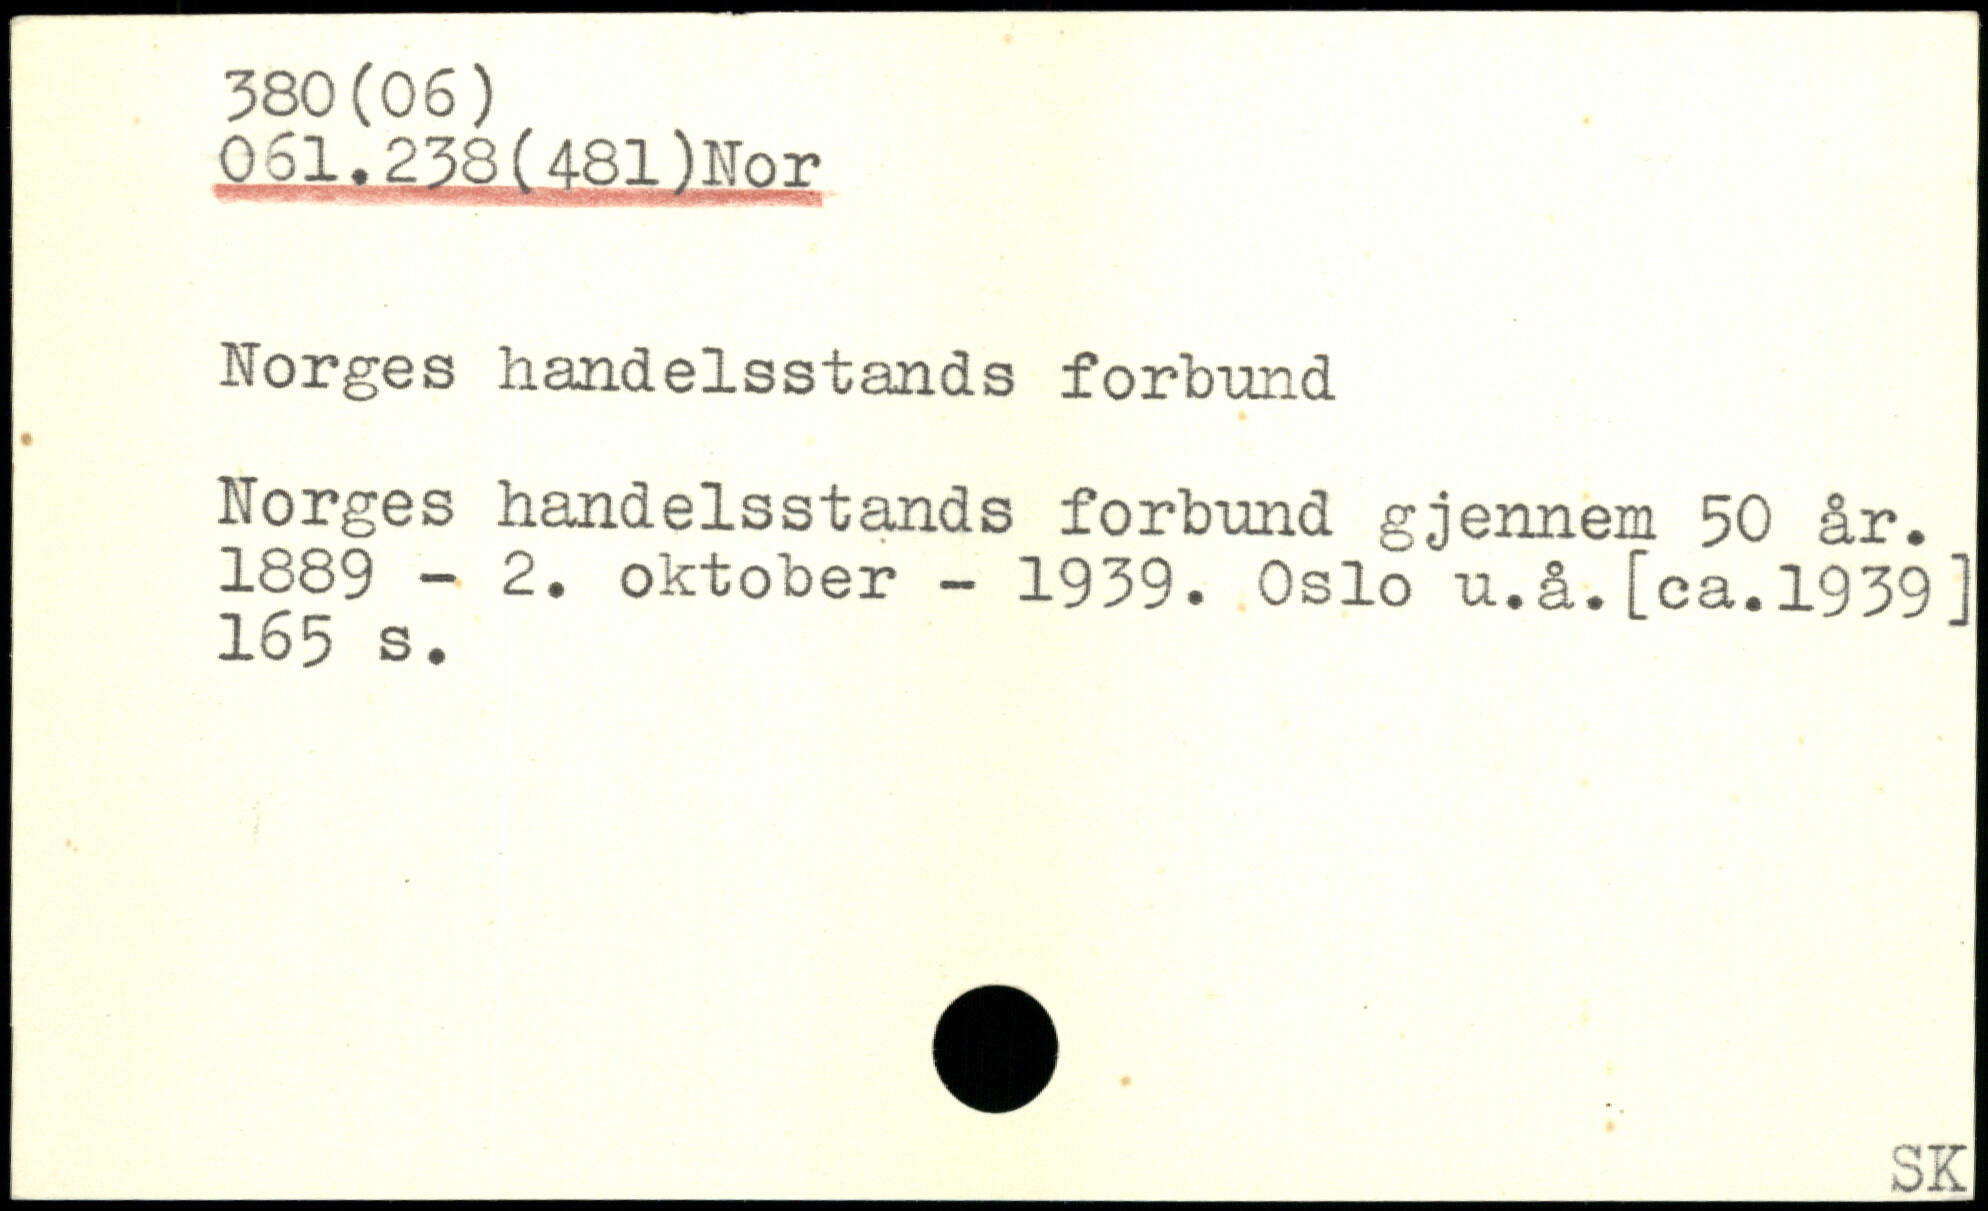 380(06)
061.238(481)Nor
Norges handelsstands forbund
Norges handelsstands forbund gjennem 50 år.
1889 - 2. oktober - 1939. Oslo u.å.[ca.1939]
165 s.
SK